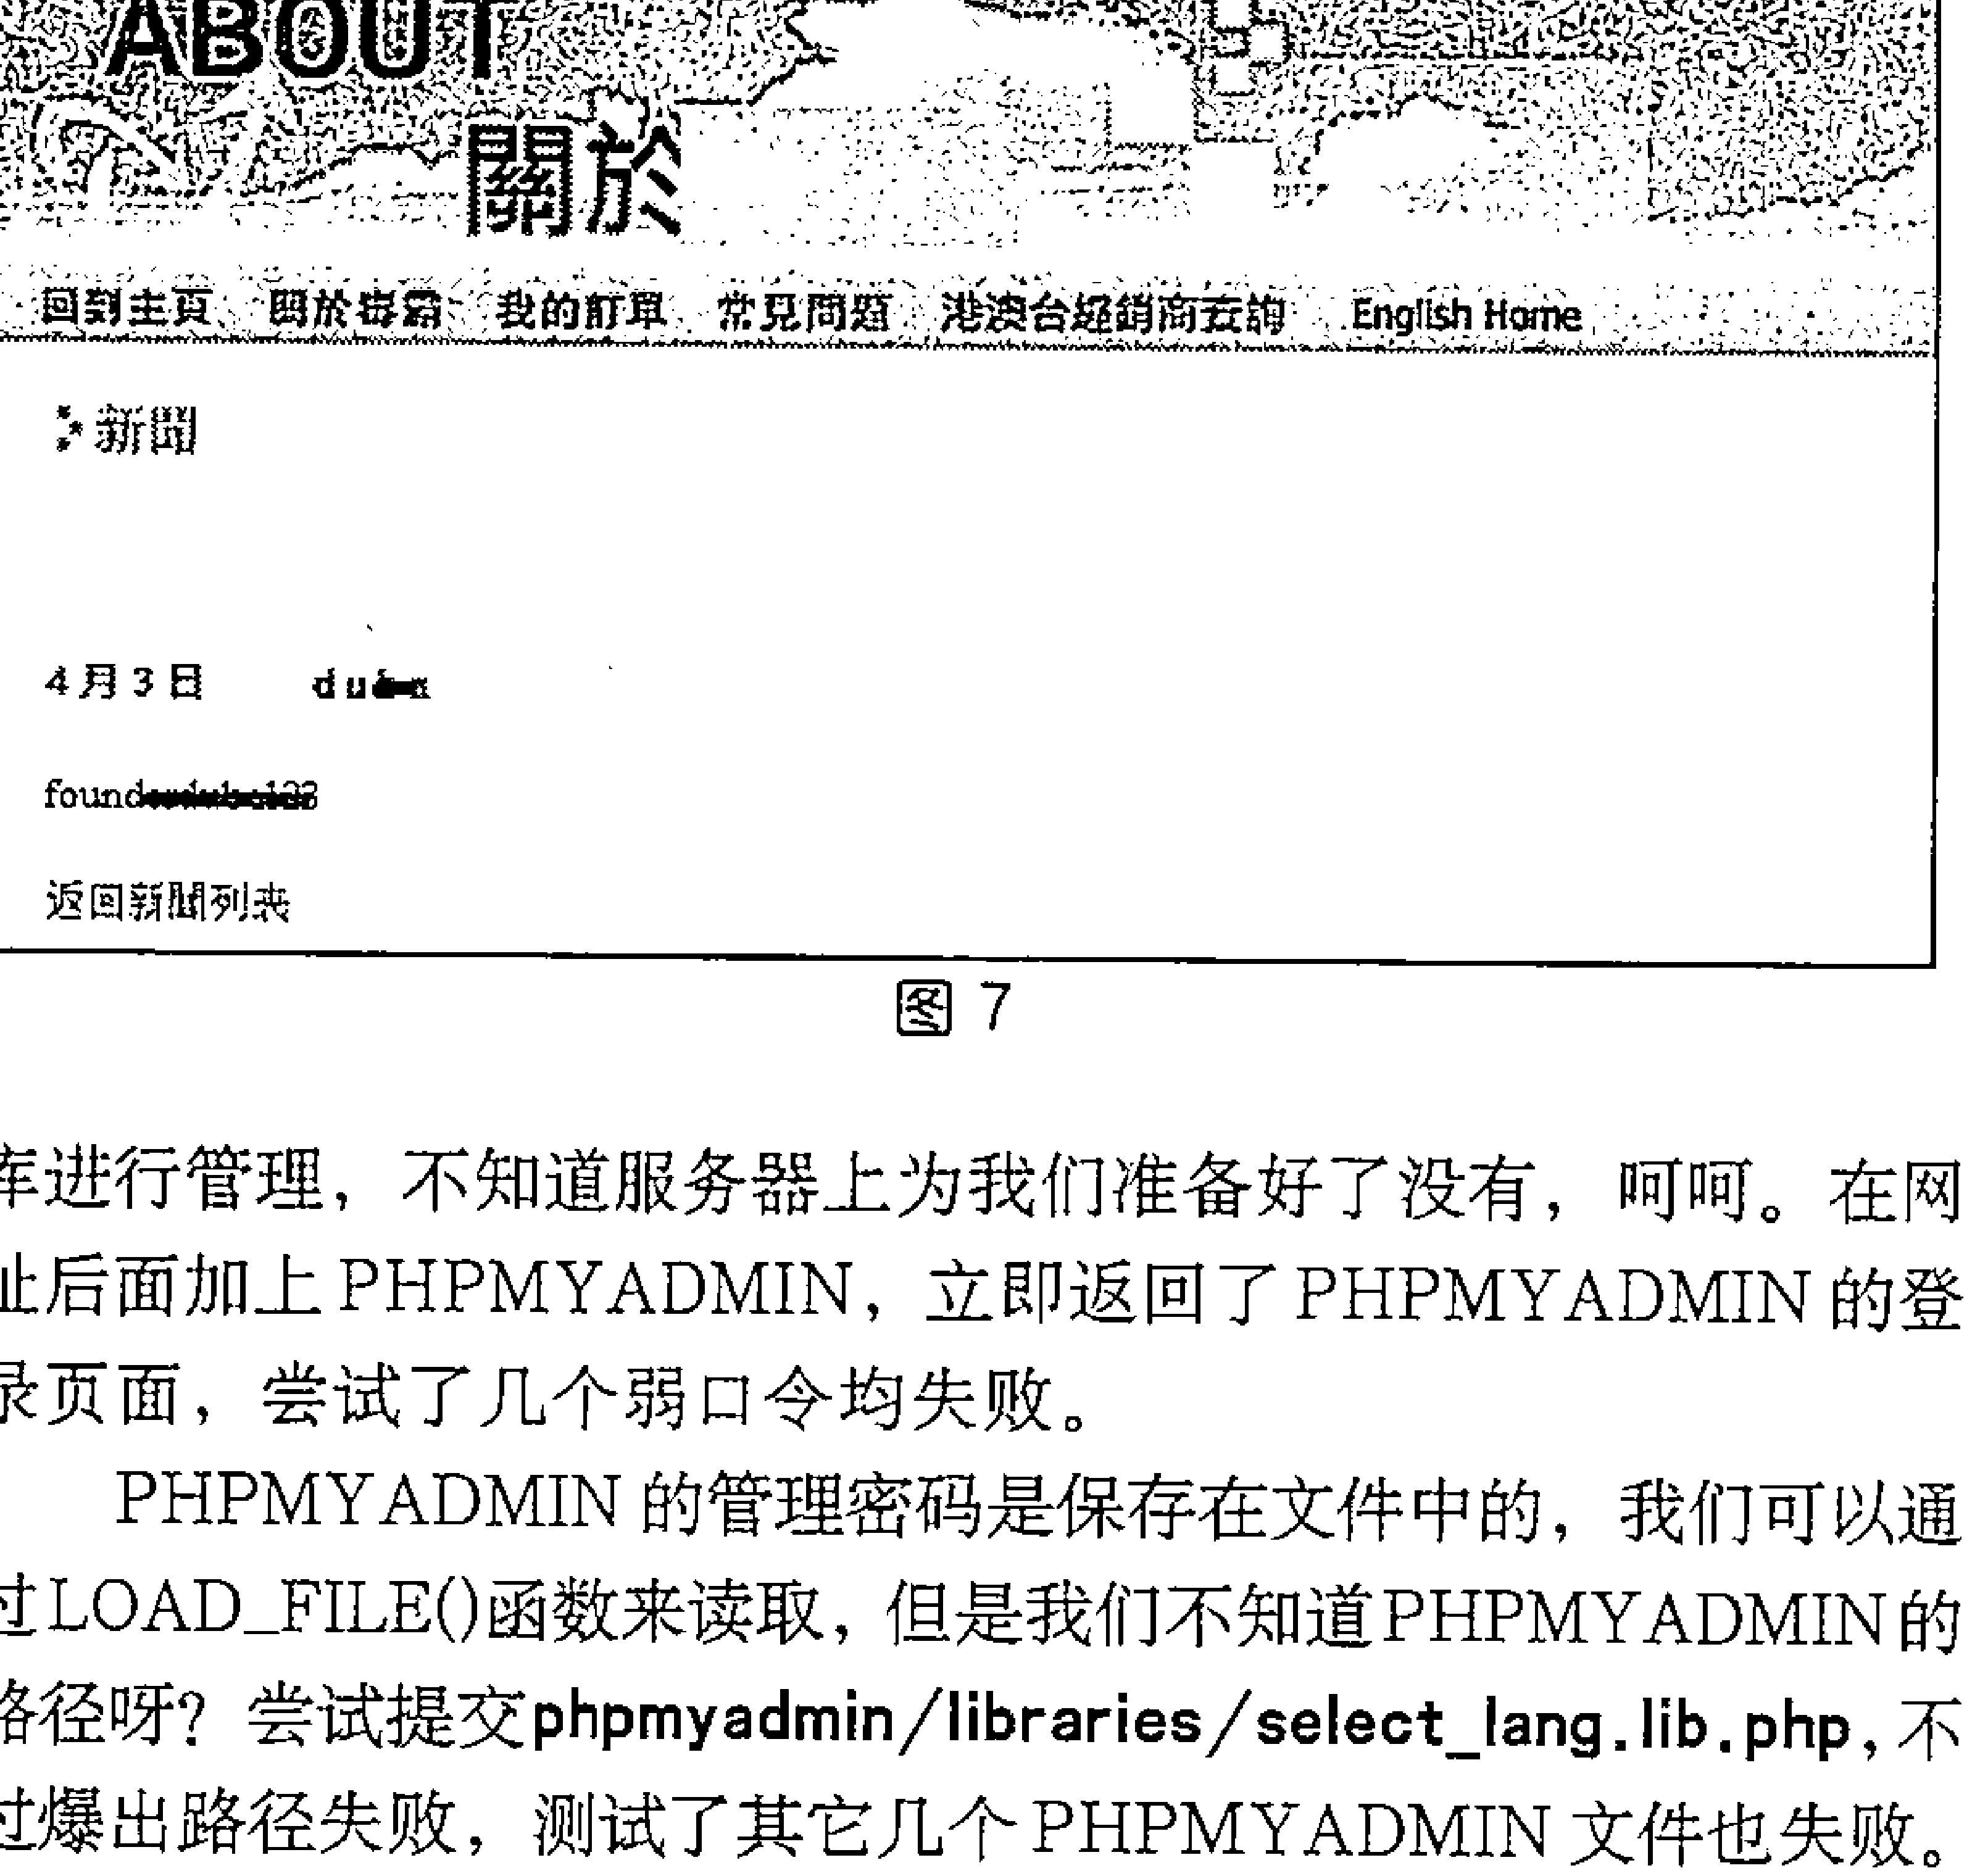 ABOUT
關於
回到主頁 關於毒霸 我的訂單 常見問題 港澳台經銷商查詢 English Home
新聞
4月3日 du
found
返回新聞列表
图 7
库进行管理，不知道服务器上为我们准备好了没有，呵呵。在网
址后面加上PHPMYADMIN，立即返回了PHPMYADMIN的登
录页面，尝试了几个弱口令均失败。
PHPMYADMIN的管理密码是保存在文件中的，我们可以通
过LOAD_FILE()函数来读取，但是我们不知道PHPMYADMIN的
路径呀？尝试提交phpmyadmin/libraries/select_lang.lib.php，不
过爆出路径失败，测试了其它几个PHPMYADMIN文件也失败。